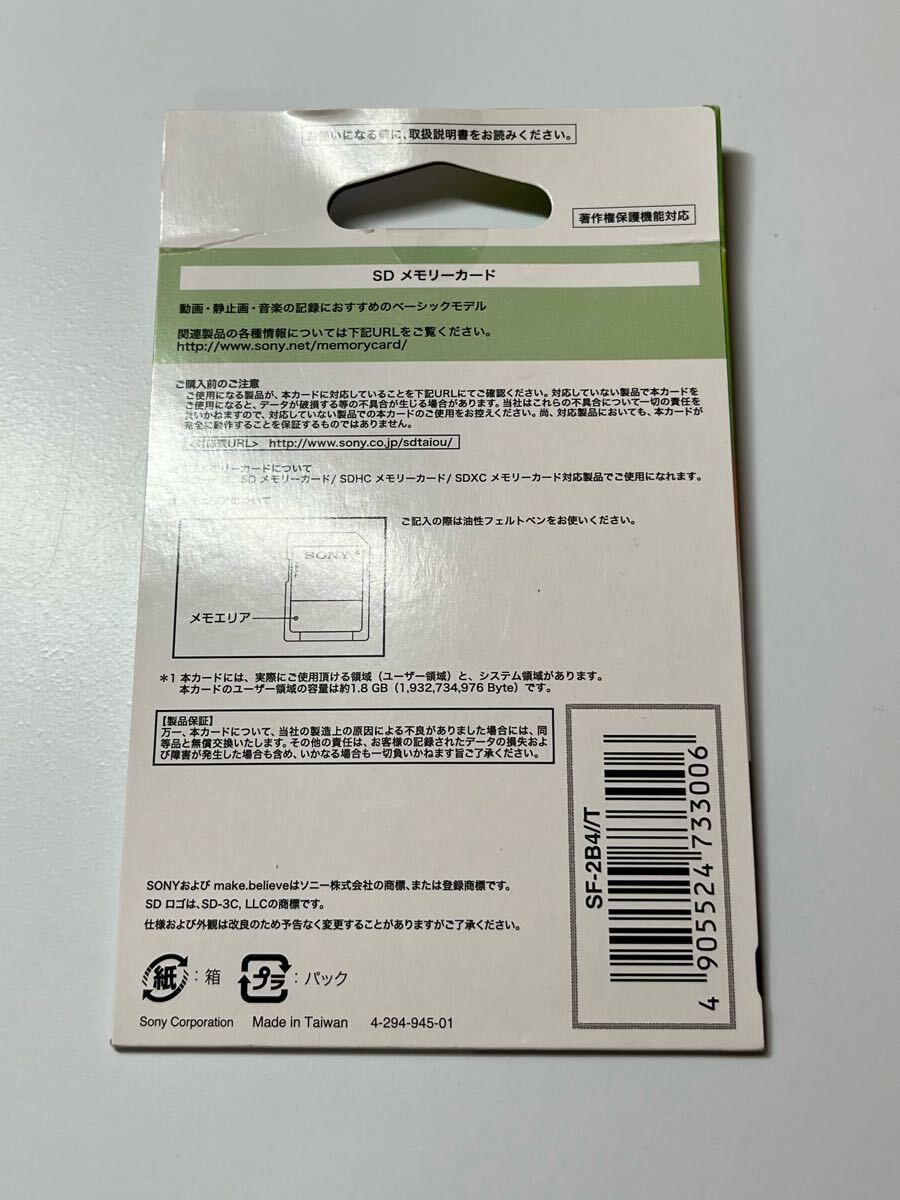 お使いになる前に、取扱説明書をお読みください。
著作権保護機能対応
SD メモリーカード
動画・静止画・音楽の記録におすすめのベーシックモデル
関連製品の各種情報については下記URLをご覧ください。
http://www.sony.net/memorycard/
ご購入前のご注意
ご使用になる製品が、本カードに対応していることを下記URLにてご確認ください。対応していない製品で本カードを
ご使用になると、データが破損する等の不具合が生じる場合があります。当社はこれらの不具合について一切の責任を
負いかねますので、対応していない製品での本カードのご使用をお控えください。尚、対応製品においても、本カードが
完全に動作することを保証するものではありません。
URL> http://www.sony.co.jp/sdtaiou/
メモリーカードについて
SD メモリーカード/ SDHC メモリーカード/ SDXC メモリーカード対応製品でご使用になれます。
について
ご記入の際は油性フェルトペンをお使いください。
SONY
メモエリア
*1 本カードには、実際にご使用頂ける領域（ユーザー領域）と、システム領域があります。
本カードのユーザー領域の容量は約1.8 GB (1,932,734,976 Byte) です。
【製品保証】
万一、本カードについて、当社の製造上の原因による不良がありました場合には、同
等品と無償交換いたします。その他の責任は、お客様の記録されたデータの損失およ
び障害が発生した場合も含め、いかなる場合も一切負いかねます旨ご了承ください。
SF-2B4//T
4 905524 733006
SONYおよび make.believeはソニー株式会社の商標、または登録商標です。
SD ロゴは、SD-3C, LLCの商標です。
仕様および外観は改良のため予告なく変更することがありますがご了承ください。
紙 : 箱 プラ : パック
Sony Corporation Made in Taiwan 4-294-945-01